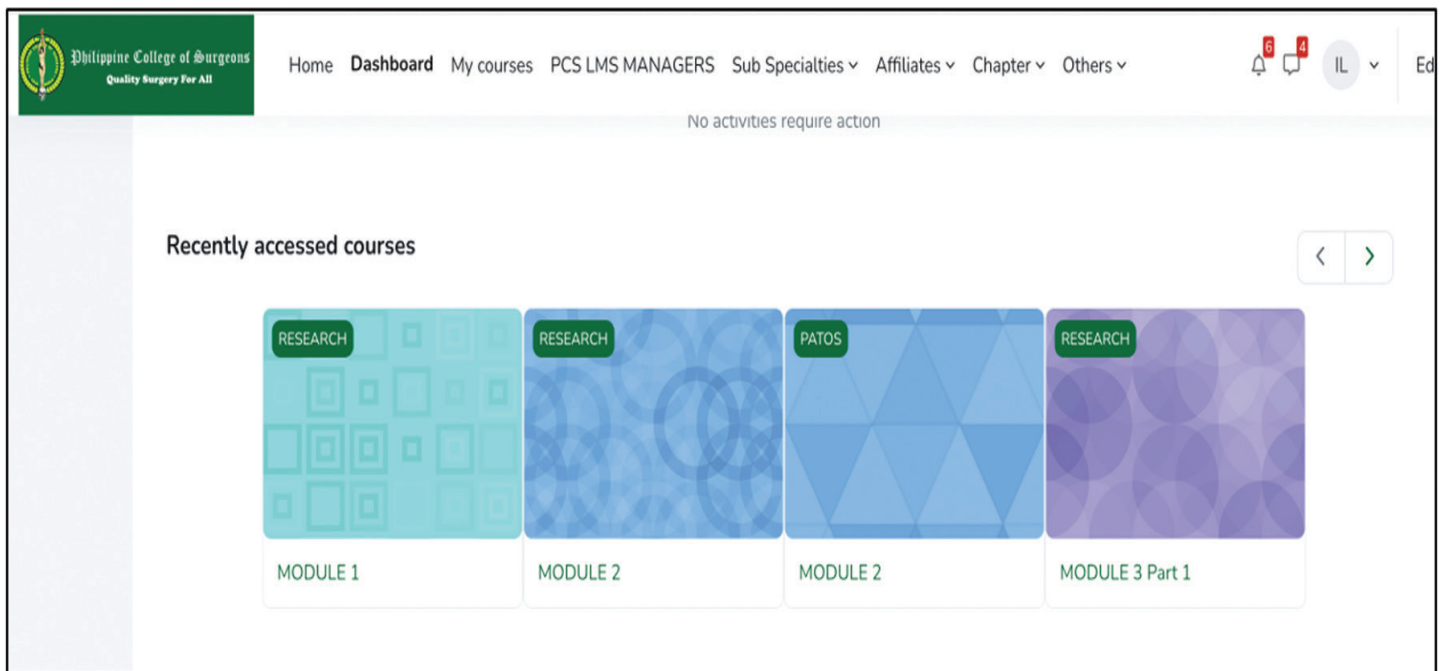 Philippine College of Surgeons
Quality Surgery For All
Home Dashboard My courses PCS LMS MANAGERS Sub Specialties Affiliates Chapter Others 6 4 IL Ed
No activities require action
Recently accessed courses
RESEARCH RESEARCH PATOS RESEARCH
MODULE 1 MODULE 2 MODULE 2 MODULE 3 Part 1